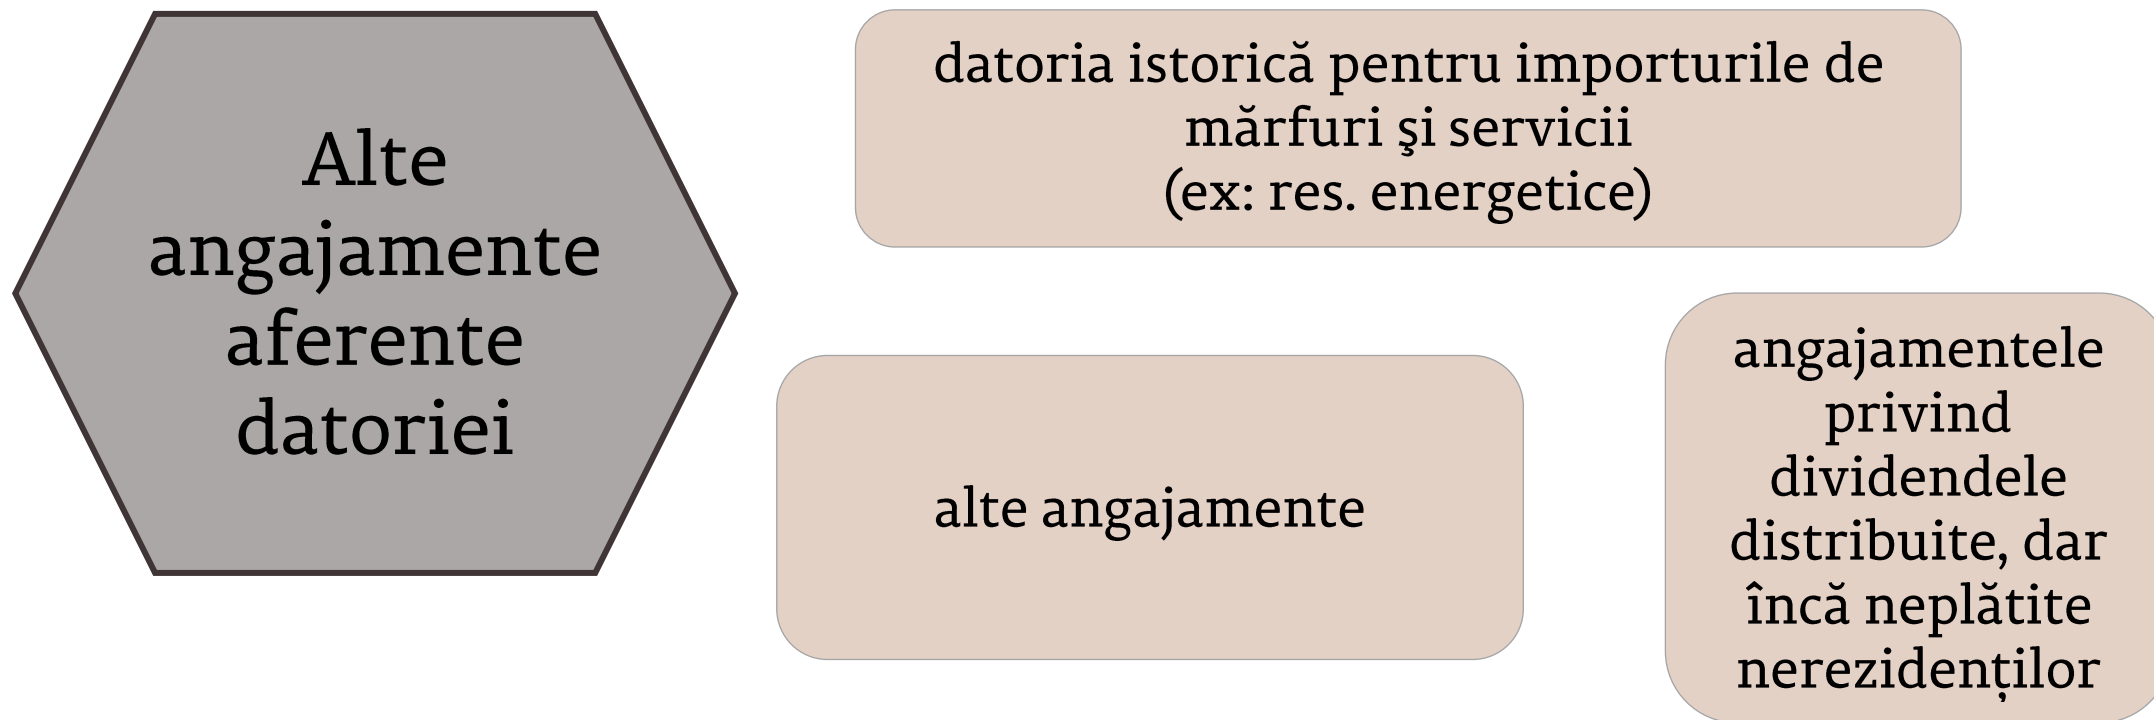 Alte
angajamente
aferente
datoriei
datoria istorică pentru importurile de
mărfuri şi servicii
(ex: res. energetice)
alte angajamente
angajamentele
privind
dividendele
distribuite, dar
încă neplătite
nerezidenților